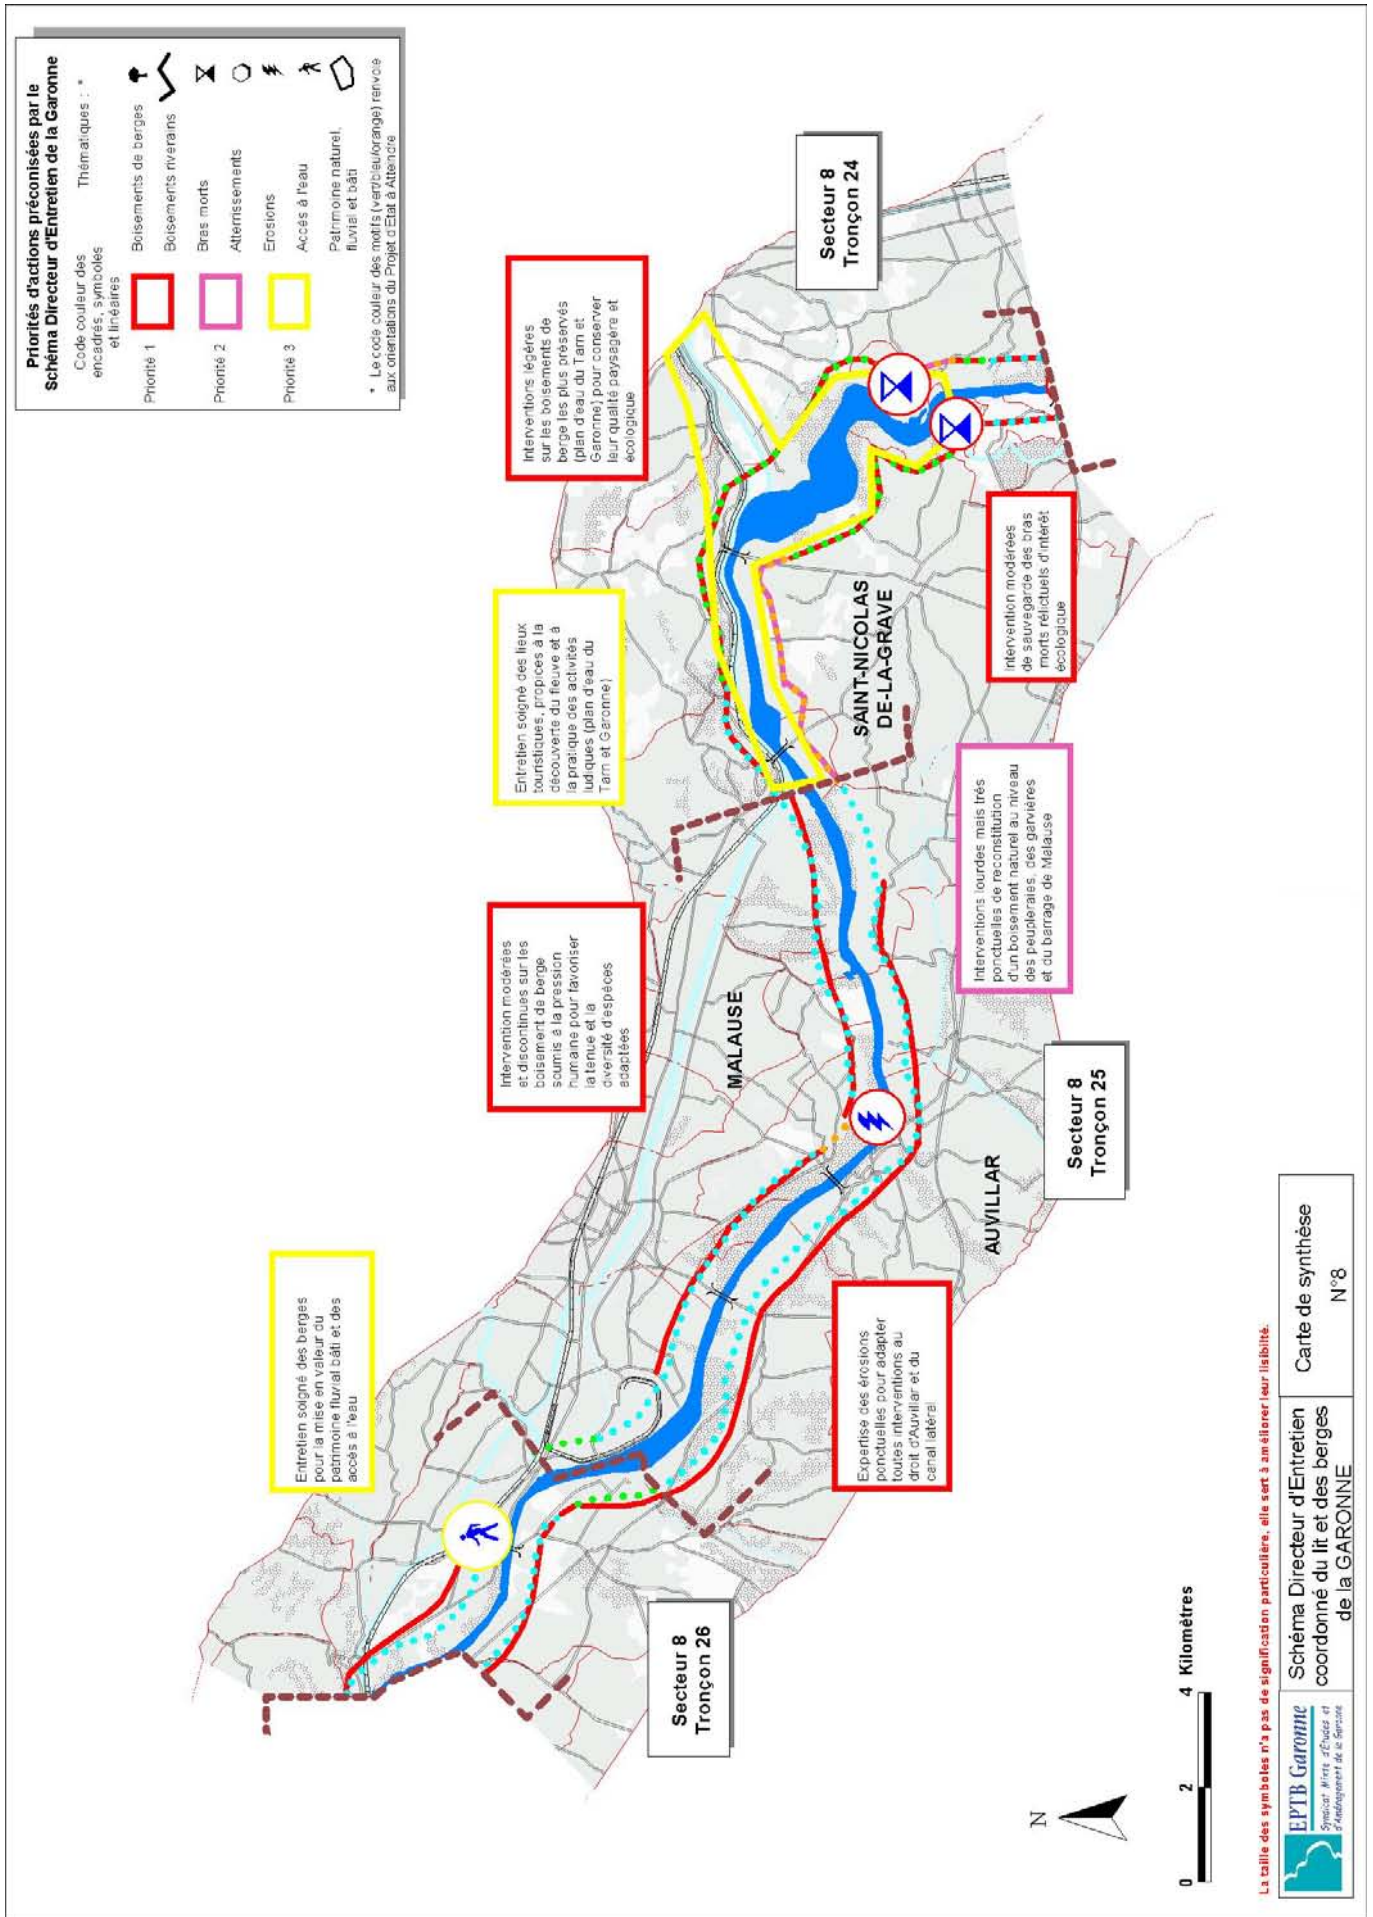 Priorités d'actions préconisées par le
Schéma Directeur d'Entretien de la Garonne
Code couleur des
encadrés, symboles
et linéaires
Thématiques : *
Priorité 1
Priorité 2
Priorité 3
Boisements de berges
Boisements riverains
Bras morts
Atterrissements
Erosions
Accès à l'eau
Patrimoine naturel,
fluvial et bâti
* Le code couleur des motifs (vert/bleu/orange) renvoie
aux orientations du Projet d'Etat à Atteindre
Entretien soigné des berges
pour la mise en valeur du
patrimoine fluvial bâti et des
accès à l'eau
Intervention modérées
et discontinues sur les
boisement de berge
soumis à la pression
humaine pour favoriser
la tenue et la
diversité d'espèces
adaptées
Entretien soigné des lieux
touristiques, propices à la
découverte du fleuve et à
la pratique des activités
ludiques (plan d'eau du
Tarn et Garonne)
Interventions légères
sur les boisements de
berge les plus préservés
(plan d'eau du Tarn et
Garonne) pour conserver
leur qualité paysagère et
écologique
Secteur 8
Tronçon 24
MALAUSE
SAINT-NICOLAS
DE-LA-GRAVE
AUVILLAR
Secteur 8
Tronçon 26
Expertise des érosions
ponctuelles pour adapter
toutes interventions au
droit d'Auvillar et du
canal latéral
Secteur 8
Tronçon 25
Interventions lourdes mais très
ponctuelles de reconstitution
d'un boisement naturel au niveau
des peupleraies, des garvières
et du barrage de Malause
Intervention modérées
de sauvegarde des bras
morts rélictuels d'intérêt
écologique
N
0 2 4 Kilomètres
La taille des symboles n'a pas de signification particulière, elle sert à améliorer leur lisibilité.
EPTB Garonne
Syndicat Mixte d'Etudes et
d'Aménagement de la Garonne
Schéma Directeur d'Entretien
coordonné du lit et des berges
de la GARONNE
Carte de synthèse
N°8